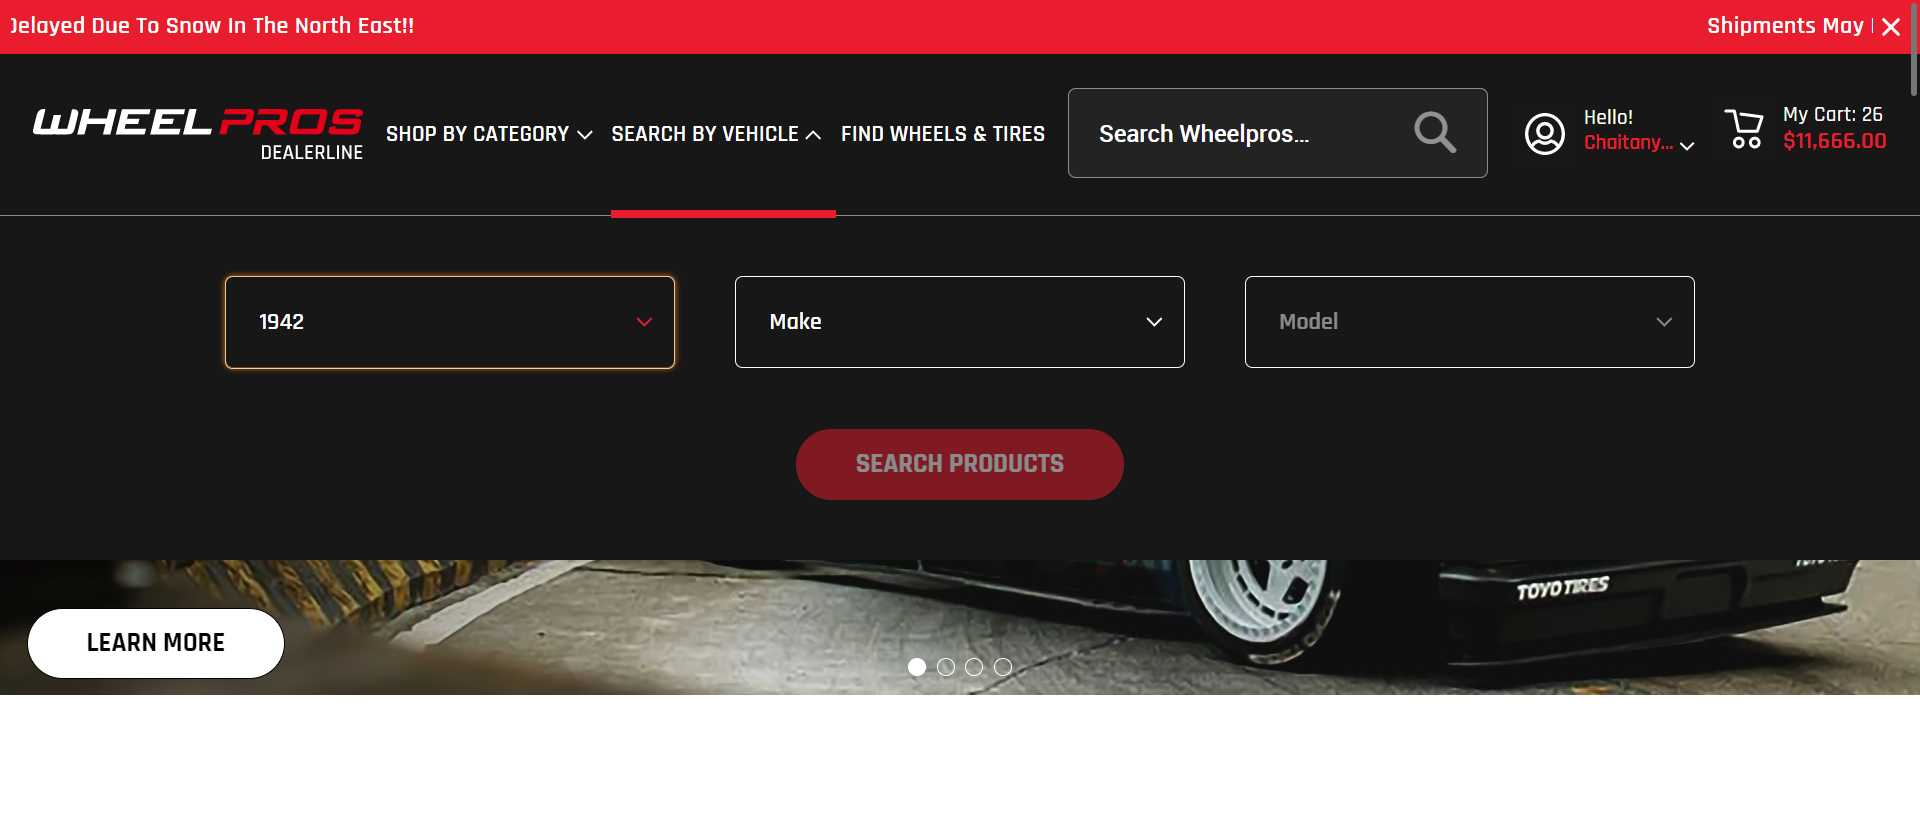 Delayed Due To Snow In The North East!!
Shipments May
WHEEL PROS
DEALERLINE
SHOP BY CATEGORY
SEARCH BY VEHICLE
FIND WHEELS & TIRES
Search Wheelpros...
Hello!
Chaitany...
My Cart: 26
$11,666.00
1942
Make
Model
SEARCH PRODUCTS
TOYO TIRES
LEARN MORE